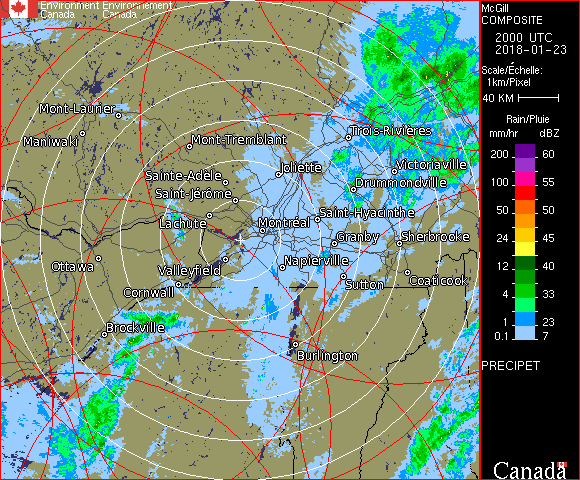 Environment Environnement
Canada Canada
McGill
COMPOSITE
2000 UTC
2018-01-23
Scale/Échelle:
1km/Pixel
40 KM
Rain/Pluie
mm/hr dBZ
200 60
100 55
50 50
24 45
12 40
4 33
2 23
0.1 7
PRECIPET
Mont-Laurier
Maniwaki
Mont-Tremblant
Trois-Rivières
Joliette
Victoriaville
Sainte-Adèle
Drummondville
Saint-Jérôme
Saint-Hyacinthe
Lachute
Montréal
Granby
Sherbrooke
Ottawa
Valleyfield
Napierville
Cornwall
Sutton
Coaticook
Brockville
Burlington
Canada